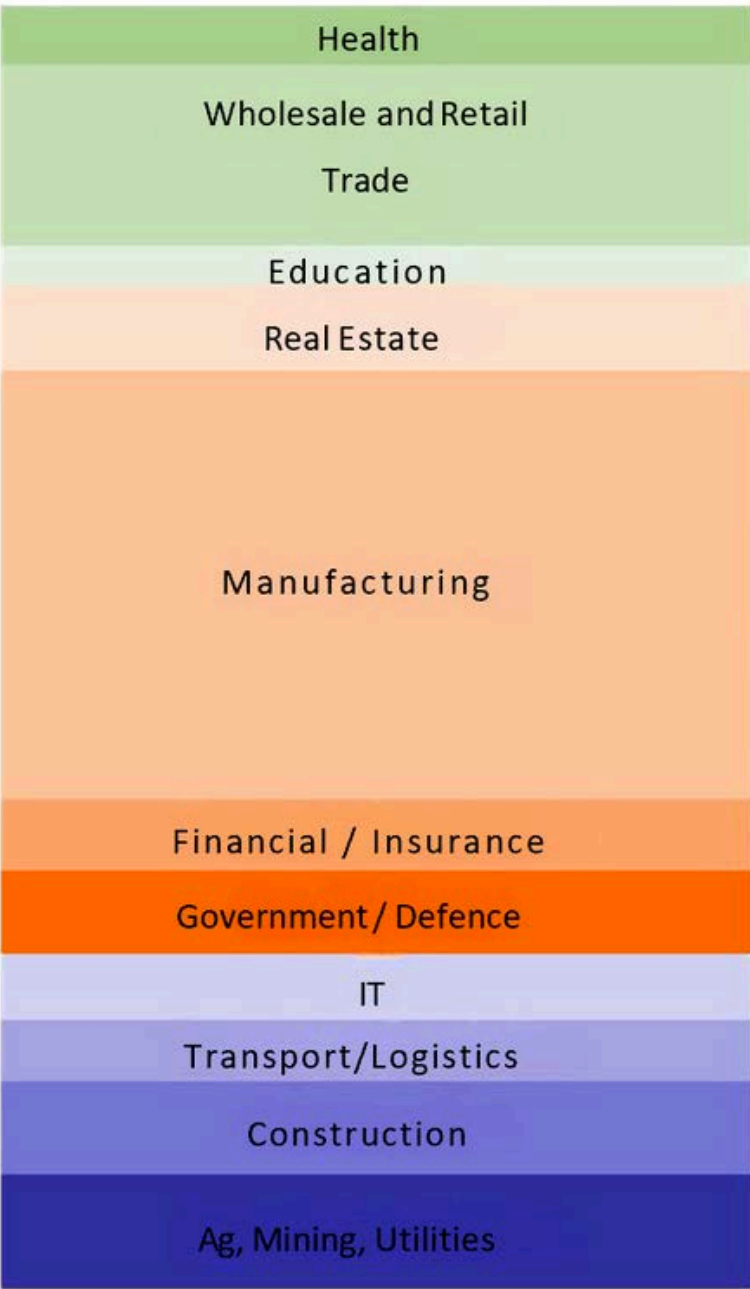 Health
Wholesale and Retail
Trade
Education
Real Estate
Manufacturing
Financial / Insurance
Government / Defence
IT
Transport/Logistics
Construction
Ag, Mining, Utilities